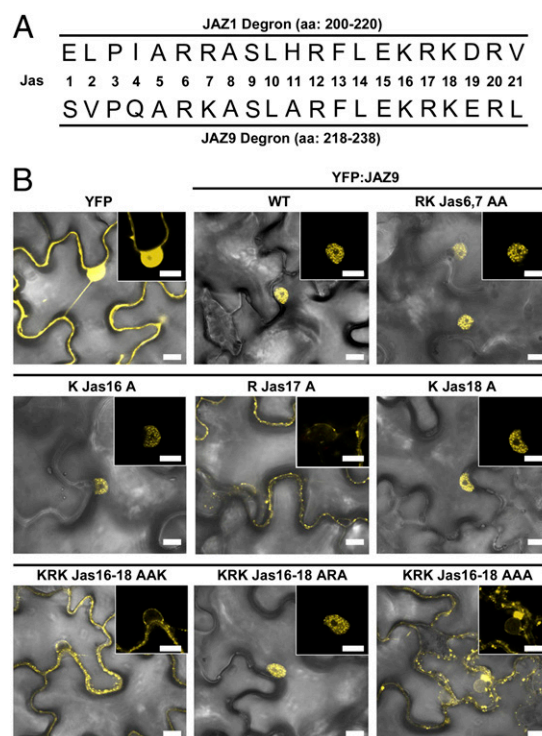 A
JAZ1 Degron (aa: 200-220)
E L P I A R R A S L H R F L E K R K D R V
Jas 1 2 3 4 5 6 7 8 9 10 11 12 13 14 15 16 17 18 19 20 21
S V P Q A R K A S L A R F L E K R K E R L
JAZ9 Degron (aa: 218-238)
B
YFP:JAZ9
YFP WT RK Jas6,7 AA
K Jas16 A R Jas17 A K Jas18 A
KRK Jas16-18 AAK KRK Jas16-18 ARA KRK Jas16-18 AAA